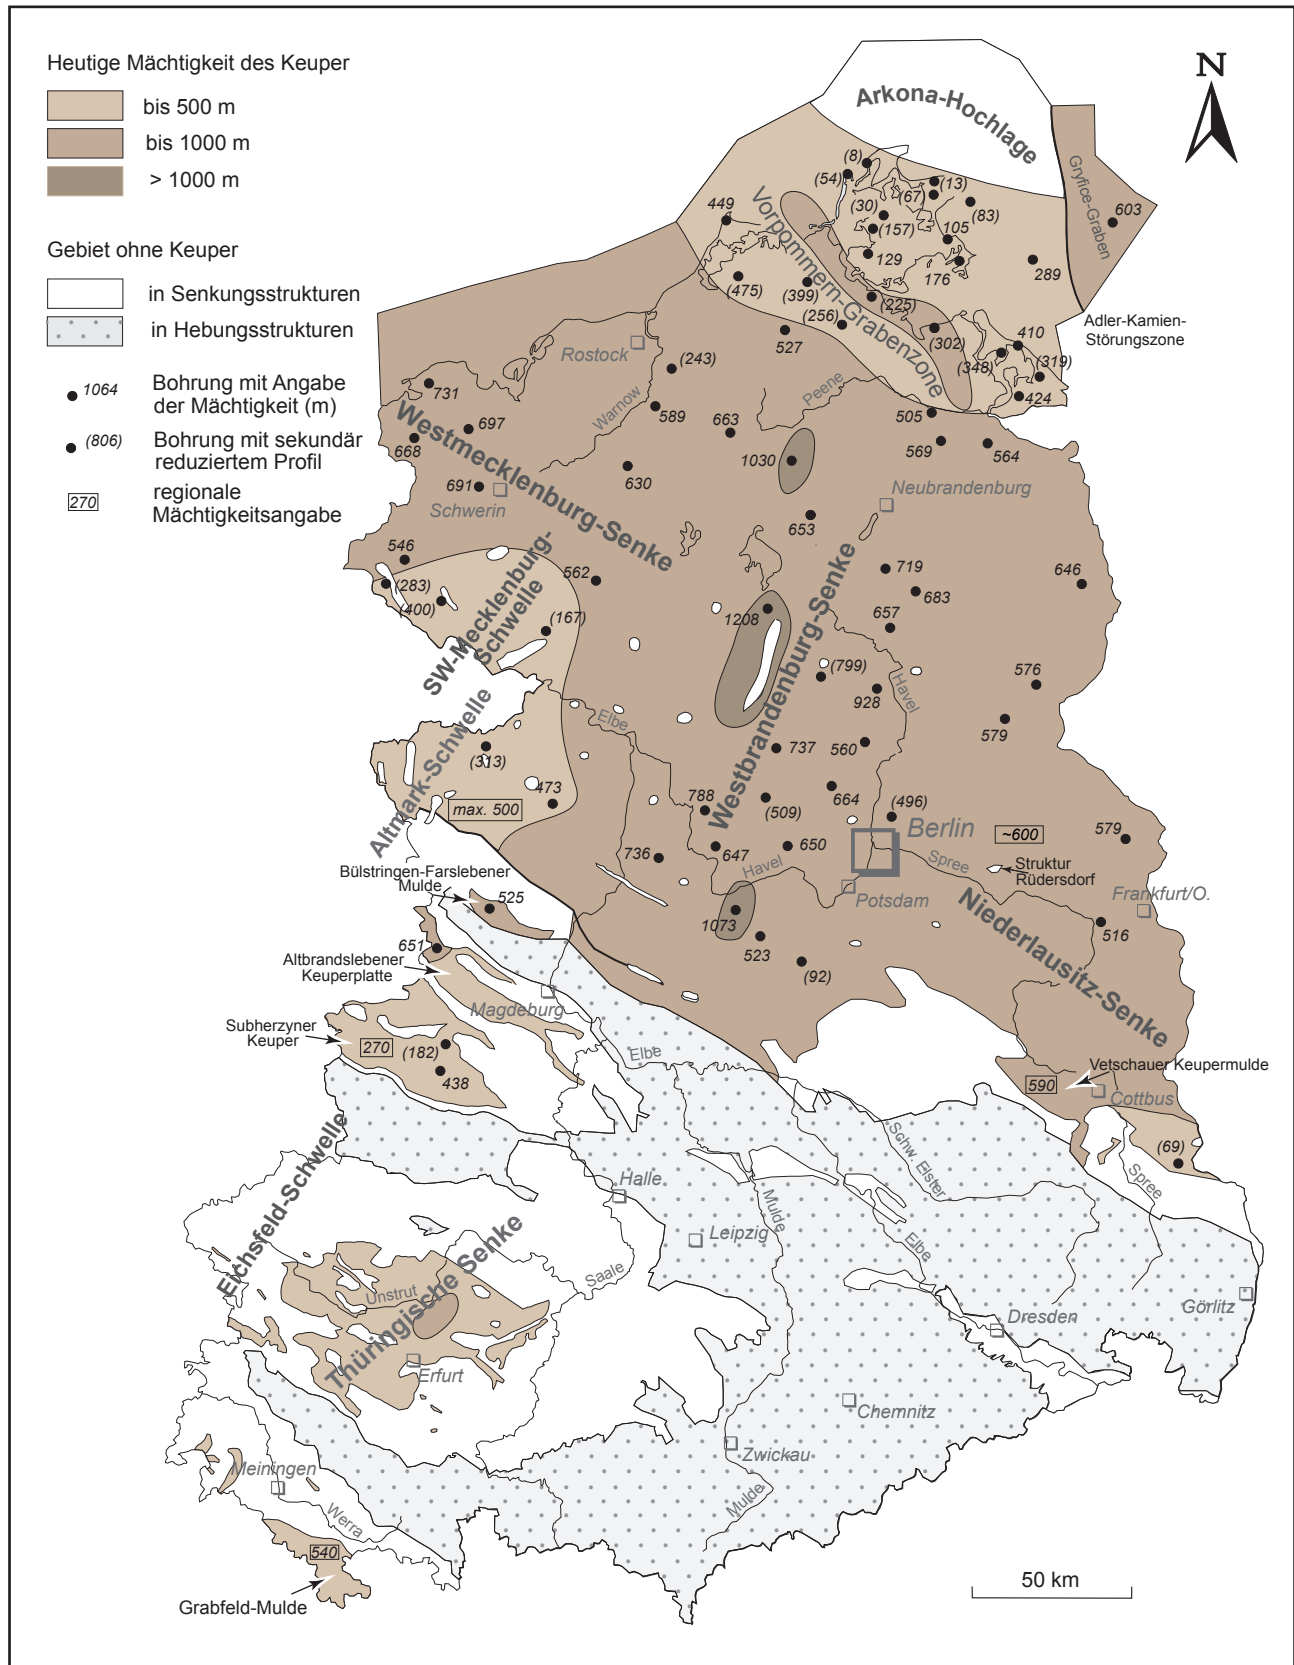 Heutige Mächtigkeit des Keuper
bis 500 m
bis 1000 m
> 1000 m
Gebiet ohne Keuper
in Senkungsstrukturen
in Hebungsstrukturen
1064
Bohrung mit Angabe
der Mächtigkeit (m)
(806)
Bohrung mit sekundär
reduziertem Profil
270
regionale
Mächtigkeitsangabe
N
Arkona-Hochlage
Gryfice-Graben
603
(8)
(54)
(13)
(67)
(30)
(83)
(157)
105
449
129
176
289
Vorpommern-Grabenzone
(475)
(399)
(225)
(256)
(302)
410
(348)
(319)
424
Adler-Kamien-
Störungszone
527
Rostock
(243)
Warnow
Peene
731
589
505
697
663
668
569
564
Westmecklenburg-Senke
1030
630
691
Schwerin
Neubrandenburg
653
546
562
719
646
(283)
(400)
683
(167)
1208
657
SW-Mecklenburg-
Schwelle
Westbrandenburg-Senke
(799)
576
928
Havel
Elbe
579
Altmark-Schwelle
(313)
737
560
473
max. 500
788
(509)
664
(496)
Berlin
~600
579
736
647
650
Havel
Spree
Struktur
Rüdersdorf
Bülstringen-Farslebener
Mulde
Potsdam
Frankfurt/O.
525
1073
516
Niederlausitz-Senke
651
523
(92)
Altbrandslebener
Keuperplatte
Magdeburg
Subherzyner
Keuper
270
(182)
438
Elbe
Vetschauer Keupermulde
590
Cottbus
(69)
Spree
Schw. Elster
Eichsfeld-Schwelle
Halle
Mulde
Leipzig
Elbe
Thüringische Senke
Saale
Unstrut
Görlitz
Dresden
Erfurt
Chemnitz
Zwickau
Meiningen
Mulde
Werra
540
Grabfeld-Mulde
50 km